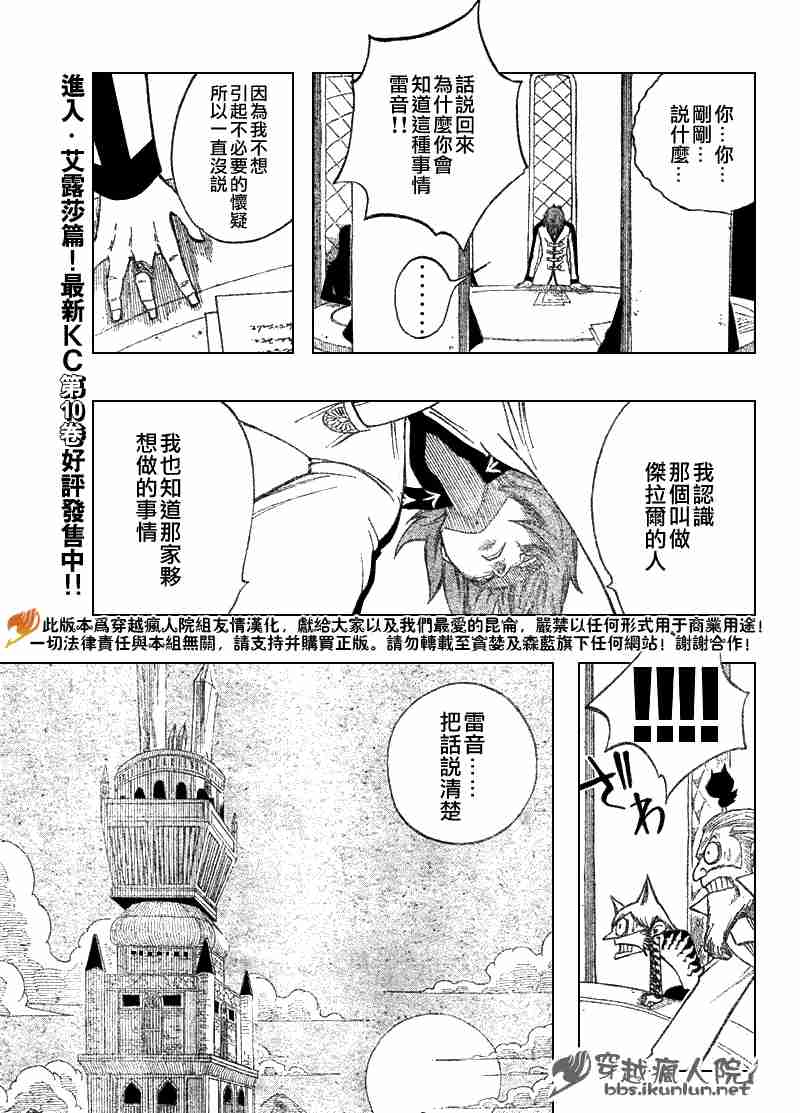 你…你…
剛剛…
說什麼…
話說回來
為什麼你會
知道這種事情
雷音!!
……
因為我不想
引起不必要的懷疑
所以一直沒說
進入·艾露莎篇!最新KC第10卷好評發售中!!
我認識
那個叫做
傑拉爾的人
我也知道那家夥
想做的事情
此版本爲穿越瘋人院組友情漢化，獻給大家以及我們最愛的昆侖，嚴禁以任何形式用于商業用途!
一切法律責任與本組無關，請支持并購買正版。請勿轉載至貪婪及森藍旗下任何網站！謝謝合作！
!!!!
ざわ
雷音……
把話說清楚
穿越瘋人院
bbs.ikunlun.net